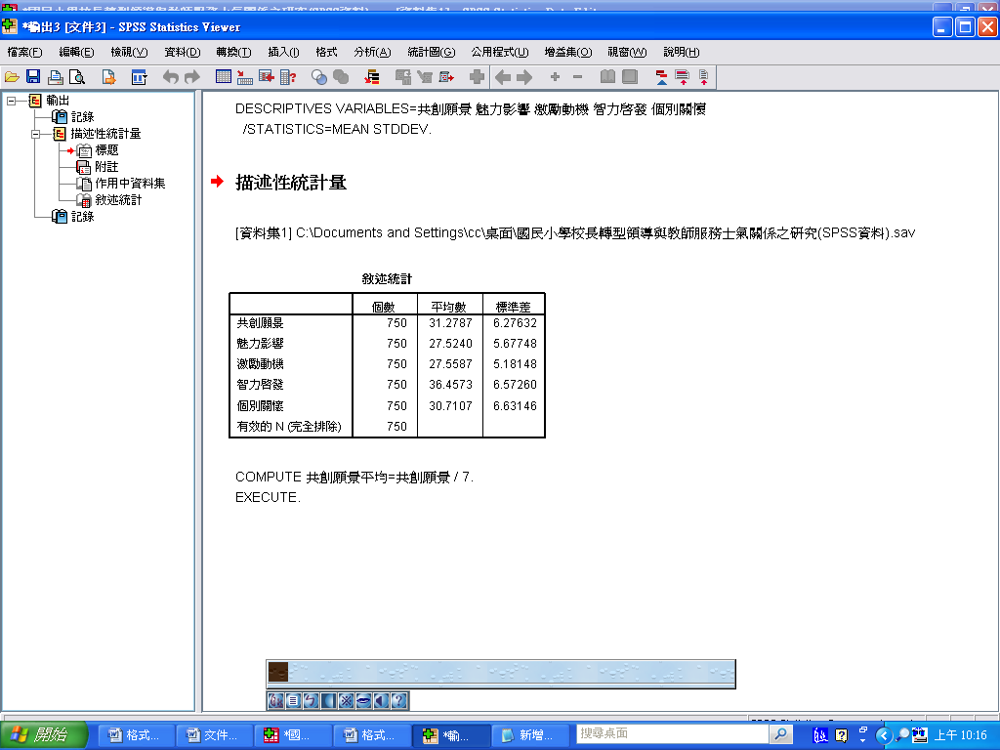 *輸出3 [文件3] - SPSS Statistics Viewer
檔案(F) 編輯(E) 檢視(V) 資料(D) 轉換(T) 插入(I) 格式 分析(A) 統計圖(G) 公用程式(U) 增益集(O) 視窗(W) 說明(H)
輸出
記錄
描述性統計量
標題
附註
作用中資料集
敘述統計
記錄
DESCRIPTIVES VARIABLES=共創願景 魅力影響 激勵動機 智力啓發 個別關懷
/STATISTICS=MEAN STDDEV.
描述性統計量
[資料集1] C:\Documents and Settings\cc\桌面\國民小學校長轉型領導與教師服務士氣關係之研究(SPSS資料).sav
敘述統計
個數 平均數 標準差
共創願景 750 31.2787 6.27632
魅力影響 750 27.5240 5.67748
激勵動機 750 27.5587 5.18148
智力啓發 750 36.4573 6.57260
個別關懷 750 30.7107 6.63146
有效的 N (完全排除) 750
COMPUTE 共創願景平均=共創願景 / 7.
EXECUTE.
開始 格式... 文件... *國... 格式... *輸... 新增... 搜尋桌面 上午 10:16